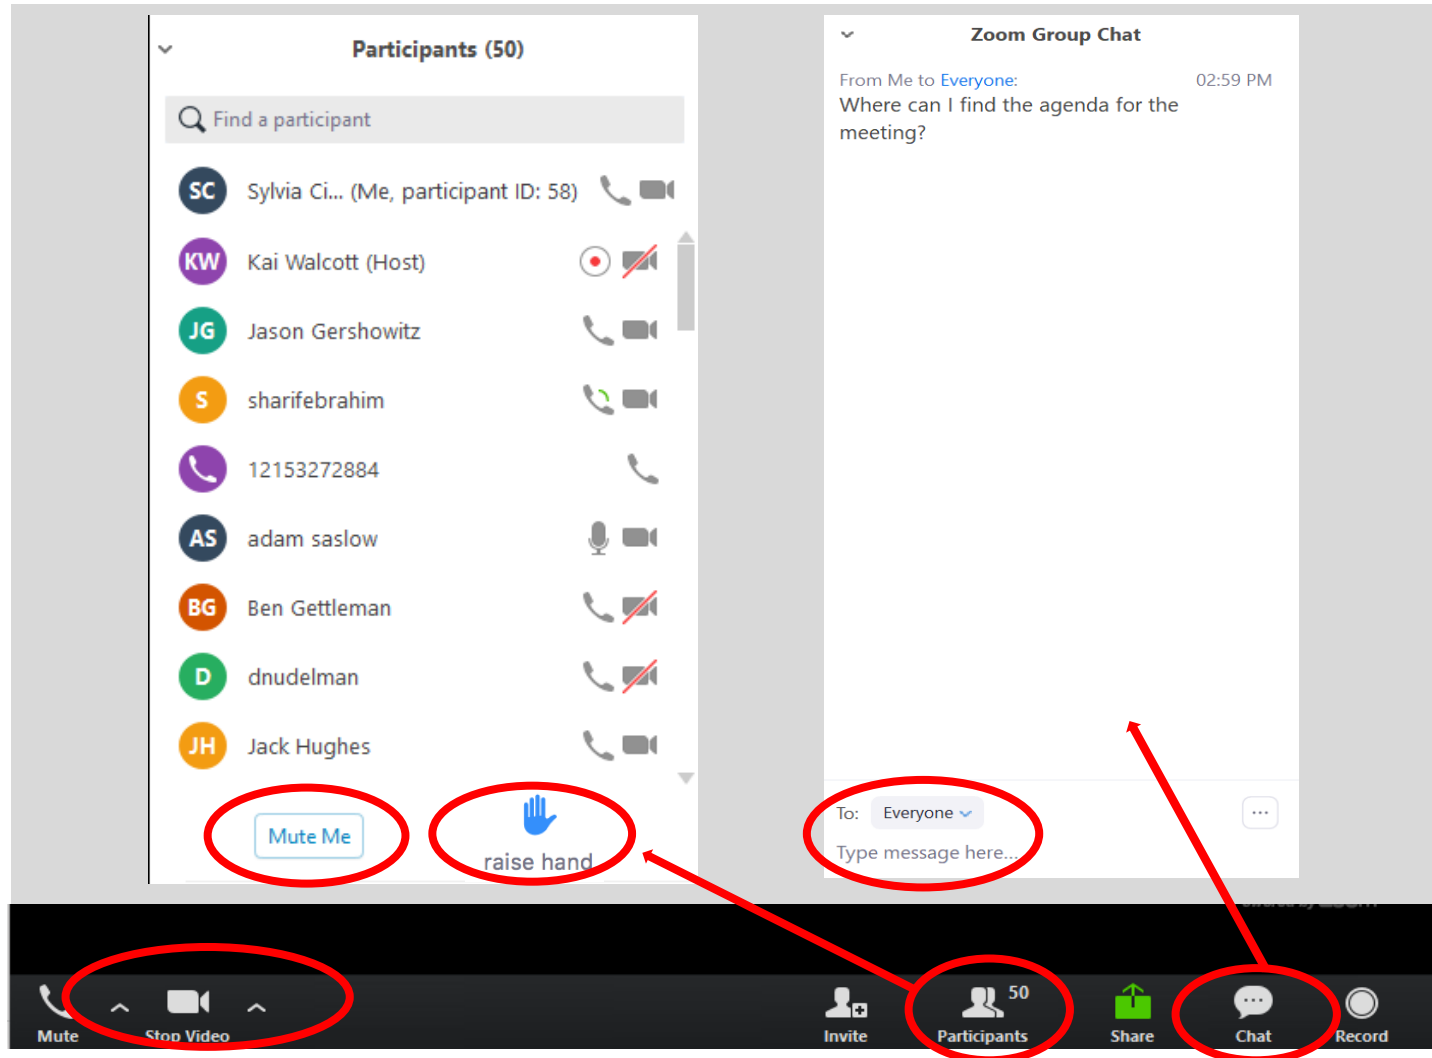 Participants (50)
Find a participant
SC Sylvia Ci... (Me, participant ID: 58)
KW Kai Walcott (Host)
JG Jason Gershowitz
S sharifebrahim
12153272884
AS adam saslow
BG Ben Gettleman
D dnudelman
JH Jack Hughes
Mute Me
raise hand
Zoom Group Chat
From Me to Everyone: 02:59 PM
Where can I find the agenda for the
meeting?
To: Everyone
Type message here...
Mute
Stop Video
Invite
Participants 50
Share
Chat
Record